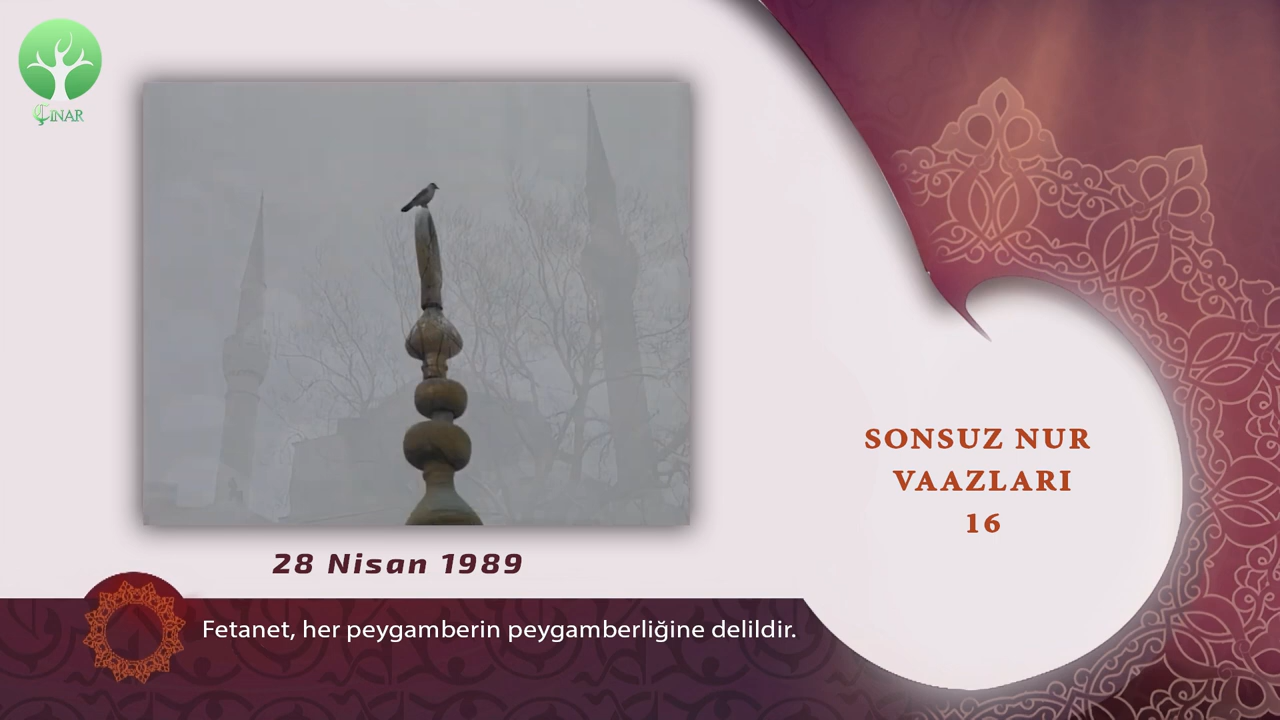 ÇINAR
SONSUZ NUR
VAAZLARI
16
28 Nisan 1989
Fetanet, her peygamberin peygamberliğine delildir.